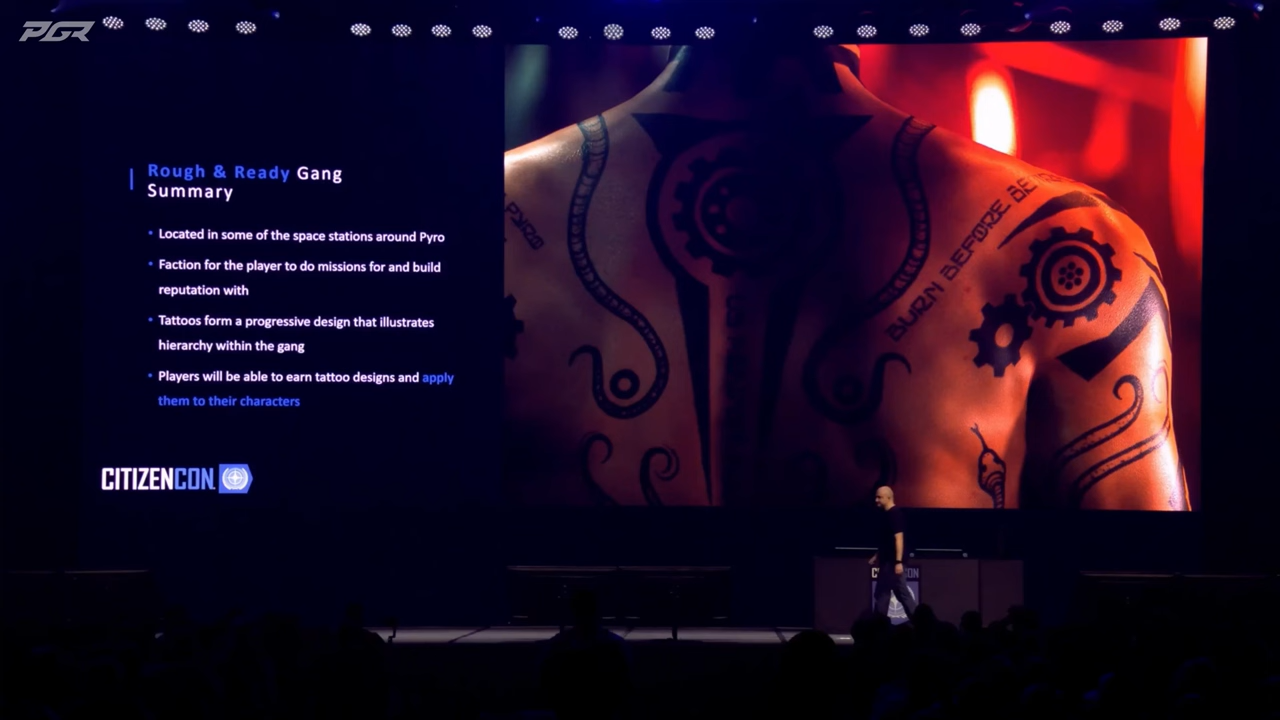 PGR
Rough & Ready Gang
Summary
Located in some of the space stations around Pyro
Faction for the player to do missions for and build
reputation with
Tattoos form a progressive design that illustrates
hierarchy within the gang
Players will be able to earn tattoo designs and apply
them to their characters
CITIZENCON
PYRO
BURN BEFORE